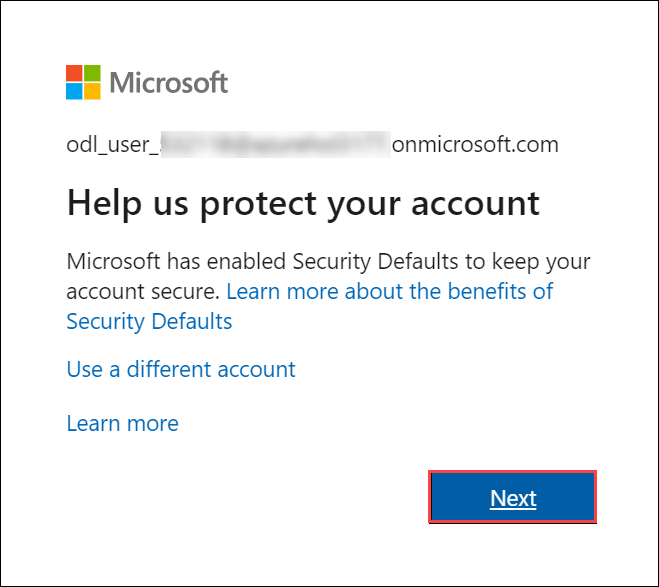 Microsoft
odl_user_ onmicrosoft.com
Help us protect your account
Microsoft has enabled Security Defaults to keep your
account secure. Learn more about the benefits of
Security Defaults
Use a different account
Learn more
Next